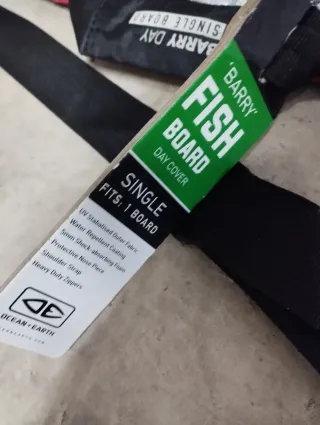 BARRY DAY
SINGLE BOARD
'BARRY'
FISH
BOARD
DAY COVER
SINGLE
FITS: 1 BOARD
UV Stabilised Outer Fabric
Water Repellent Coating
5mm Shock-absorbing Foam
Protective Nose Piece
Shoulder Strap
Heavy Duty Zippers
OCEAN+EARTH